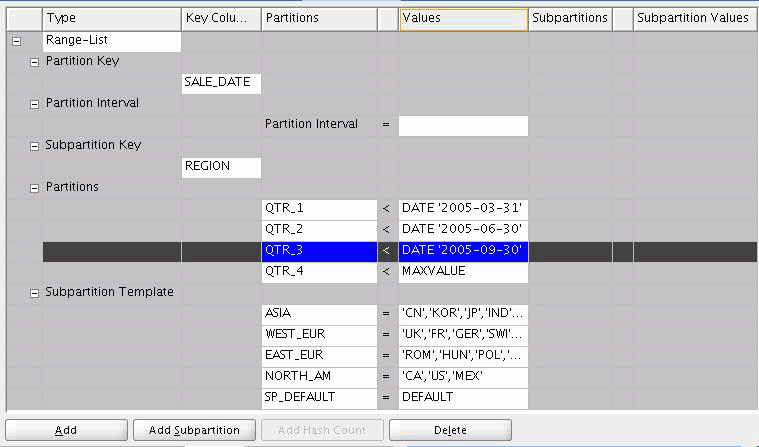 Type Key Colu... Partitions Values Subpartitions Subpartition Values
Range-List
Partition Key
SALE_DATE
Partition Interval
Partition Interval =
Subpartition Key
REGION
Partitions
QTR_1 < DATE '2005-03-31'
QTR_2 < DATE '2005-06-30'
QTR_3 < DATE '2005-09-30'
QTR_4 < MAXVALUE
Subpartition Template
ASIA = 'CN','KOR','JP','IND'...
WEST_EUR = 'UK','FR','GER','SWI'...
EAST_EUR = 'ROM','HUN','POL',...
NORTH_AM = 'CA','US','MEX'
SP_DEFAULT = DEFAULT
Add Add Subpartition Add Hash Count Delete